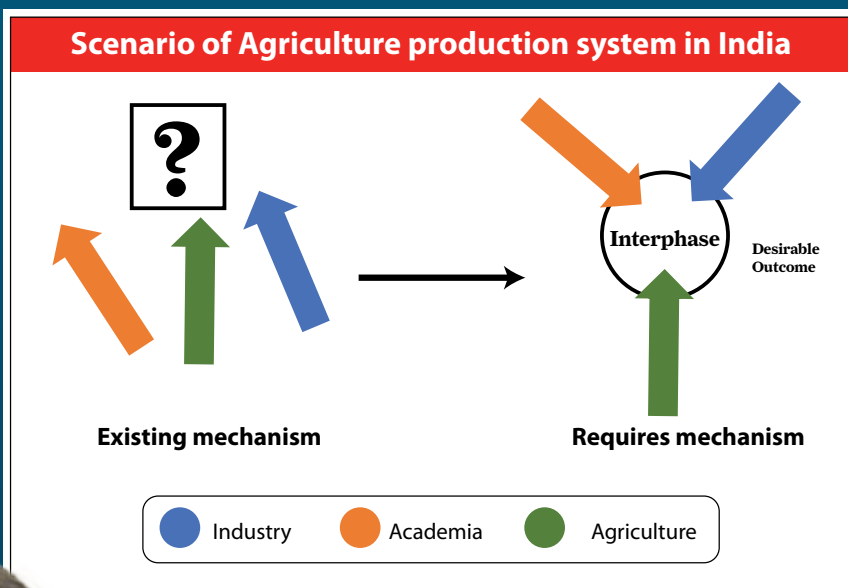 Scenario of Agriculture production system in India
?
Interphase
Desirable
Outcome
Existing mechanism
Requires mechanism
Industry
Academia
Agriculture